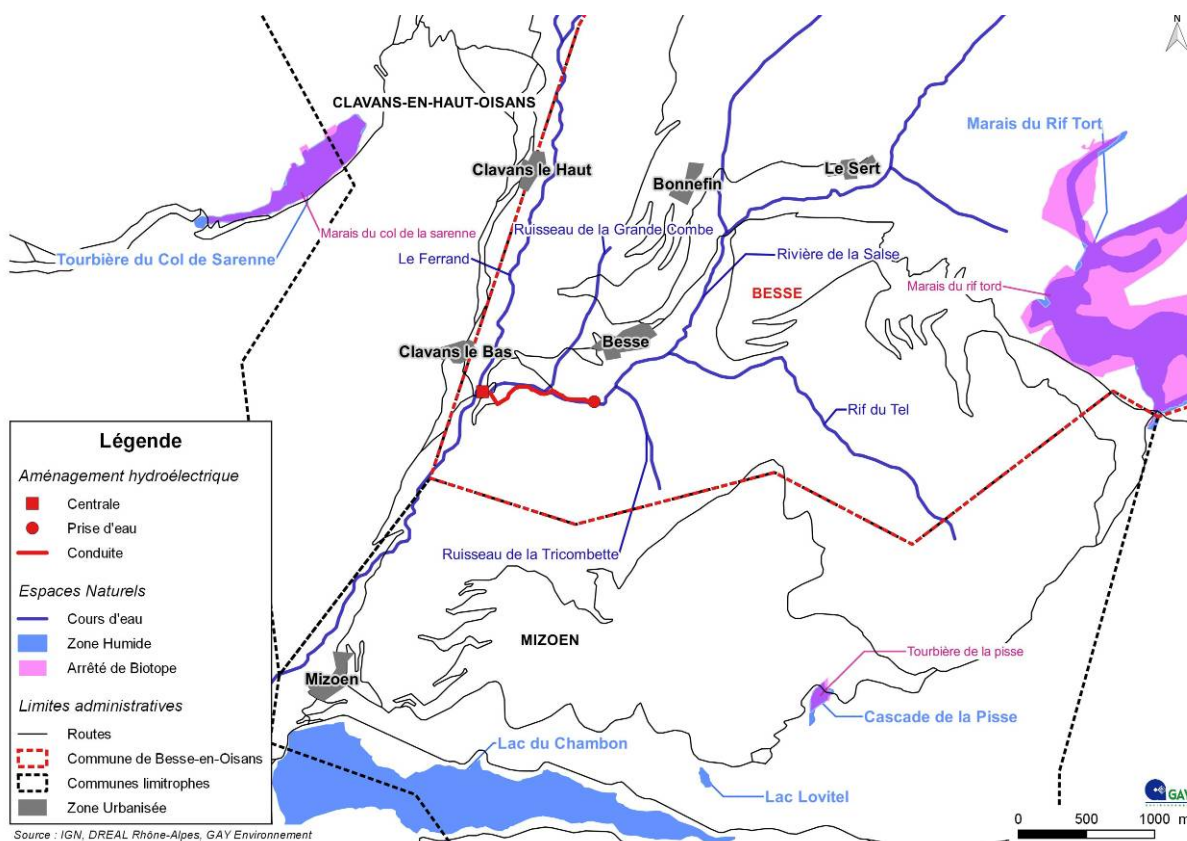 N
CLAVANS-EN-HAUT-OISANS
Marais du Rif Tort
Clavans le Haut
Bonnefin
Le Sert
Ruisseau de la Grande Combe
Marais du col de la sarenne
Tourbière du Col de Sarenne
Le Ferrand
Rivière de la Salse
BESSE
Marais du rif tord
Clavans le Bas
Besse
Rif du Tel
Ruisseau de la Tricombette
MIZOEN
Mizoen
Tourbière de la pisse
Cascade de la Pisse
Lac du Chambon
Lac Lovitel
Légende
Aménagement hydroélectrique
Centrale
Prise d'eau
Conduite
Espaces Naturels
Cours d'eau
Zone Humide
Arrêté de Biotope
Limites administratives
Routes
Commune de Besse-en-Oisans
Communes limitrophes
Zone Urbanisée
GAY
0 500 1000 m
Source : IGN, DREAL Rhône-Alpes, GAY Environnement